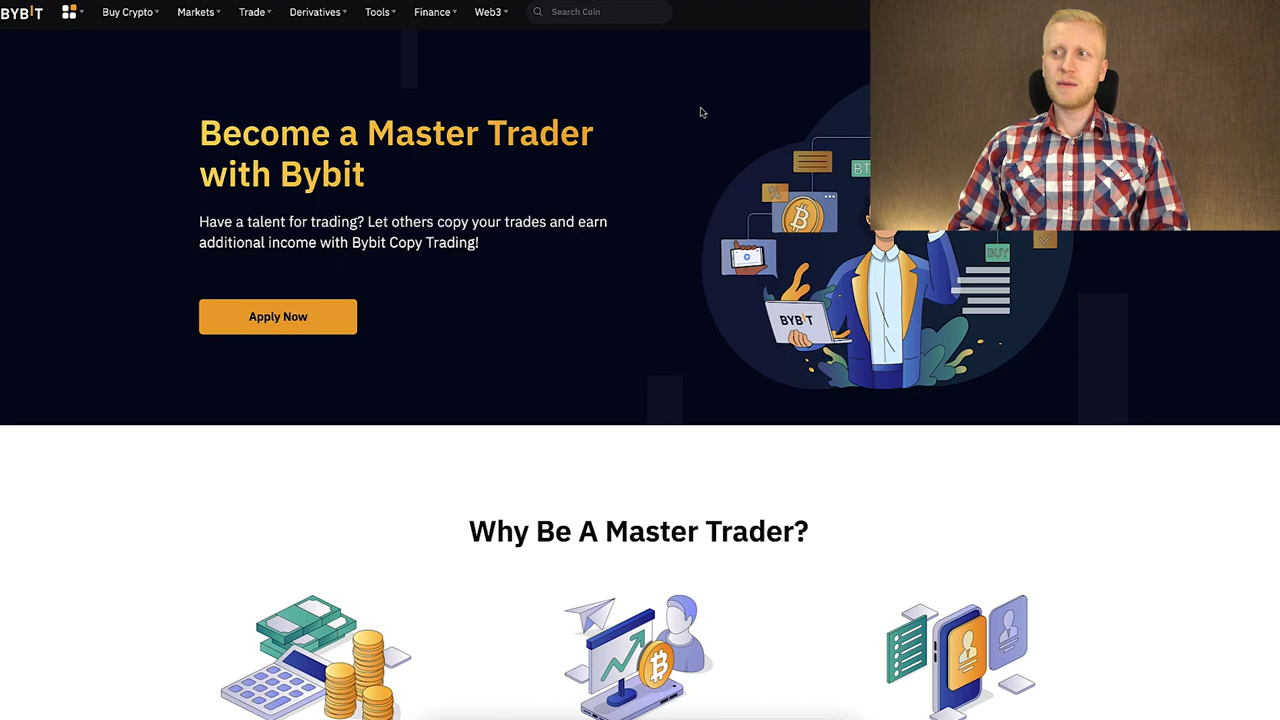 BYBIT
Buy Crypto Markets Trade Derivatives Tools Finance Web3 Search Coin
Become a Master Trader
with Bybit
Have a talent for trading? Let others copy your trades and earn
additional income with Bybit Copy Trading!
Apply Now
BT
%
BUY
BYBIT
Why Be A Master Trader?